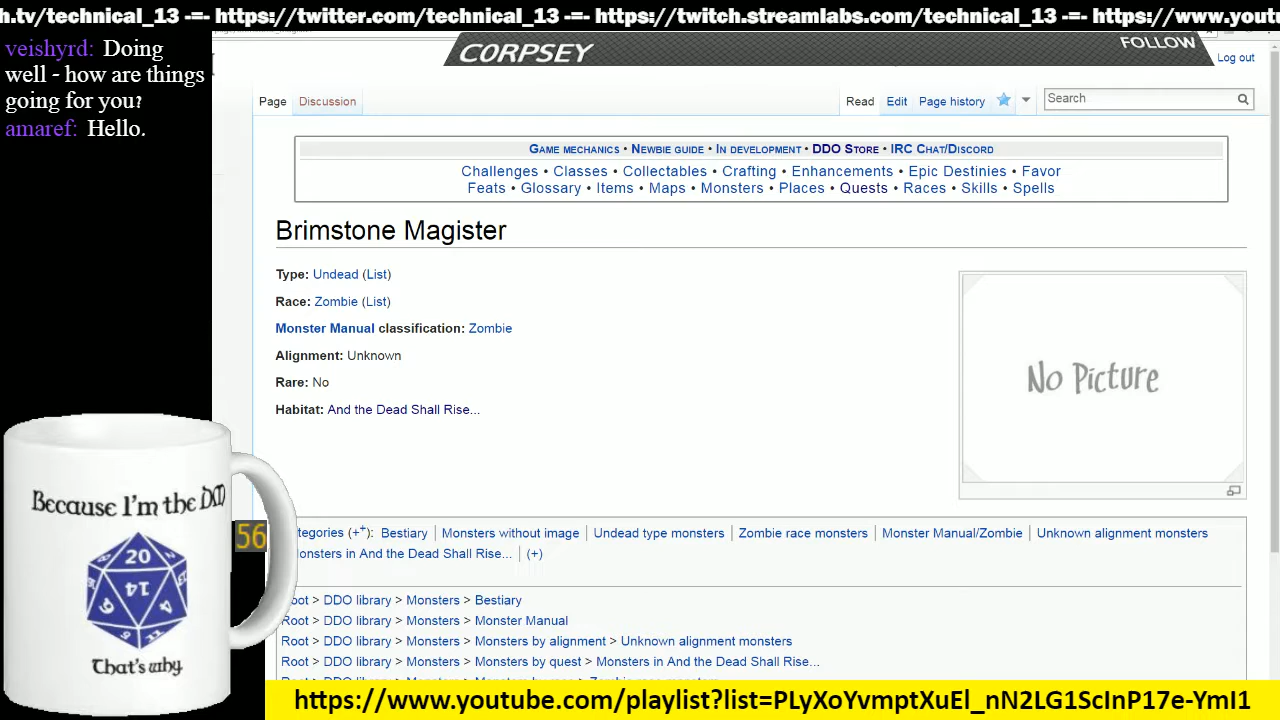 h.tv/technical_13 -=- https://twitter.com/technical_13 -=- https://twitch.streamlabs.com/technical_13 -=- https://www.yout
veishyrd: Doing
well - how are things
going for you?
amaref: Hello.
CORPSEY
FOLLOW
Log out
Page Discussion Read Edit Page history Search
Game mechanics • Newbie guide • In development • DDO Store • IRC Chat/Discord
Challenges • Classes • Collectables • Crafting • Enhancements • Epic Destinies • Favor
Feats • Glossary • Items • Maps • Monsters • Places • Quests • Races • Skills • Spells
Brimstone Magister
Type: Undead (List)
Race: Zombie (List)
Monster Manual classification: Zombie
Alignment: Unknown
Rare: No
Habitat: And the Dead Shall Rise...
No Picture
Because I'm the DM
20
14
That's why.
56
tegories (++): Bestiary | Monsters without image | Undead type monsters | Zombie race monsters | Monster Manual/Zombie | Unknown alignment monsters
onsters in And the Dead Shall Rise... | (+)
oot > DDO library > Monsters > Bestiary
Root > DDO library > Monsters > Monster Manual
Root > DDO library > Monsters > Monsters by alignment > Unknown alignment monsters
Root > DDO library > Monsters > Monsters by quest > Monsters in And the Dead Shall Rise...
https://www.youtube.com/playlist?list=PLyXoYvmptXuEl_nN2LG1ScInP17e-YmI1